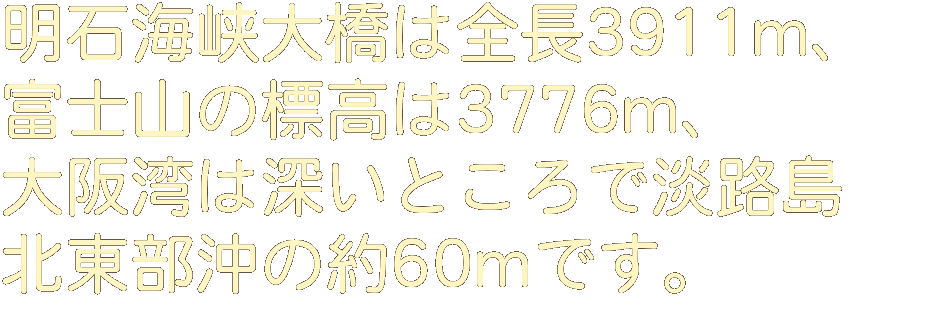 明石海峡大橋は全長3911m、
富士山の標高は3776m、
大阪湾は深いところで淡路島
北東部沖の約60mです。